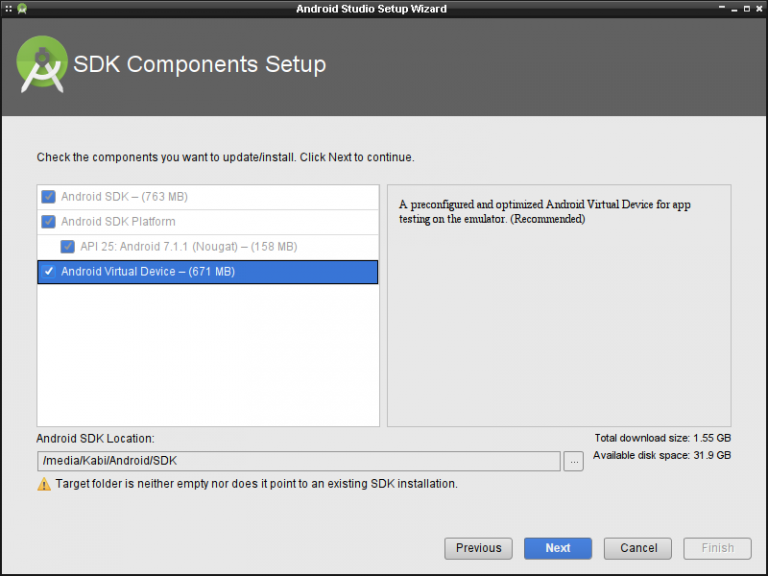 Android Studio Setup Wizard
SDK Components Setup
Check the components you want to update/install. Click Next to continue.
Android SDK – (763 MB)
Android SDK Platform
API 25: Android 7.1.1 (Nougat) – (158 MB)
Android Virtual Device – (671 MB)
A preconfigured and optimized Android Virtual Device for app
testing on the emulator. (Recommended)
Android SDK Location:
/media/Kabi/Android/SDK
...
Total download size: 1.55 GB
Available disk space: 31.9 GB
Target folder is neither empty nor does it point to an existing SDK installation.
Previous
Next
Cancel
Finish